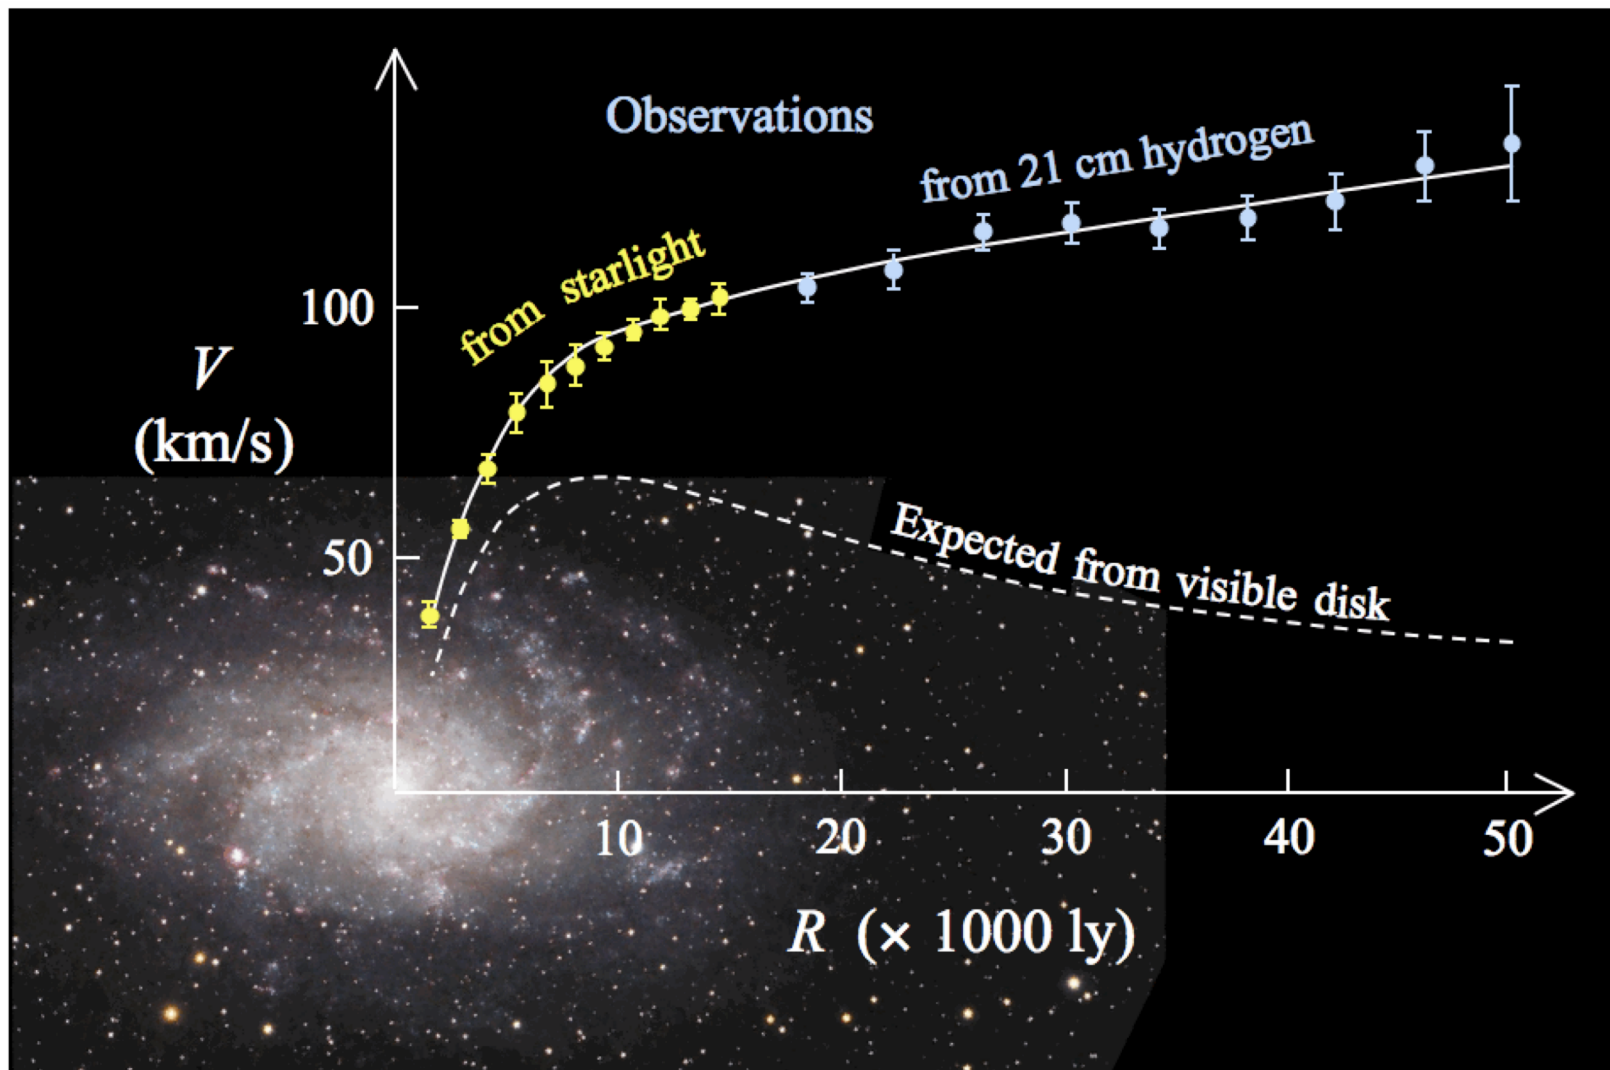 Observations
from 21 cm hydrogen
from starlight
100
V
(km/s)
50
Expected from visible disk
10 20 30 40 50
R (× 1000 ly)